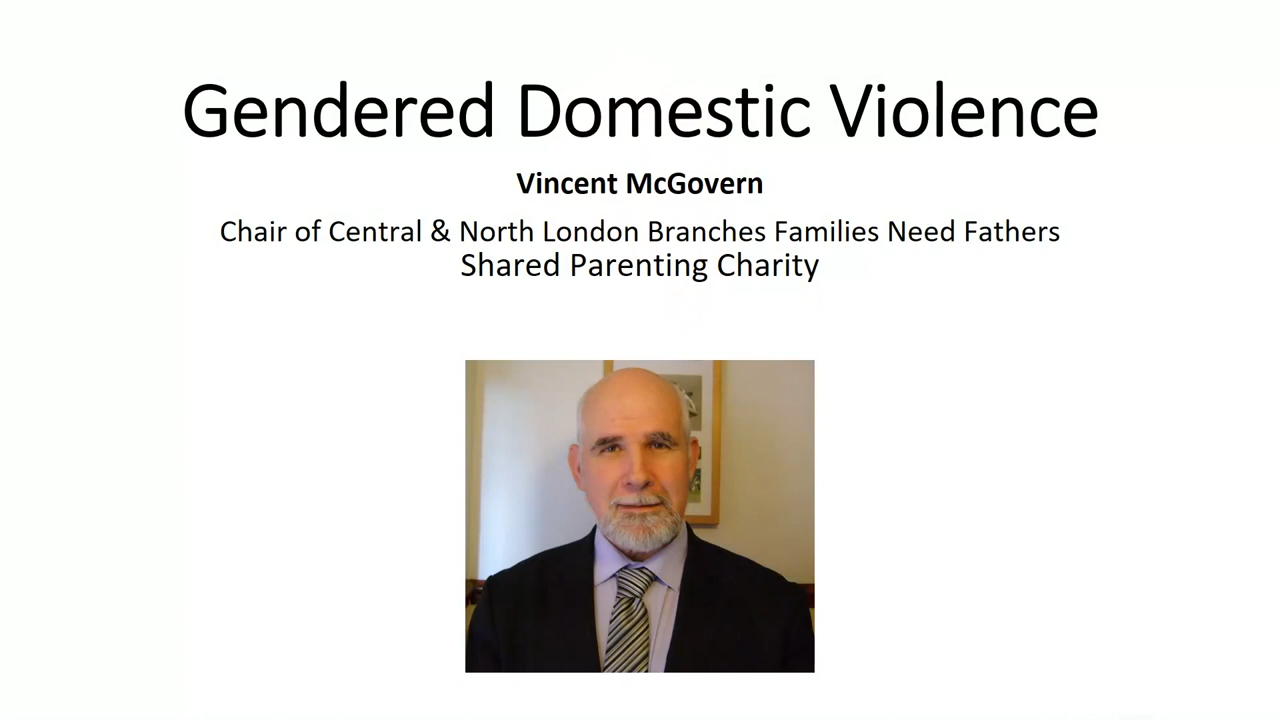 Gendered Domestic Violence
Vincent McGovern
Chair of Central & North London Branches Families Need Fathers
Shared Parenting Charity